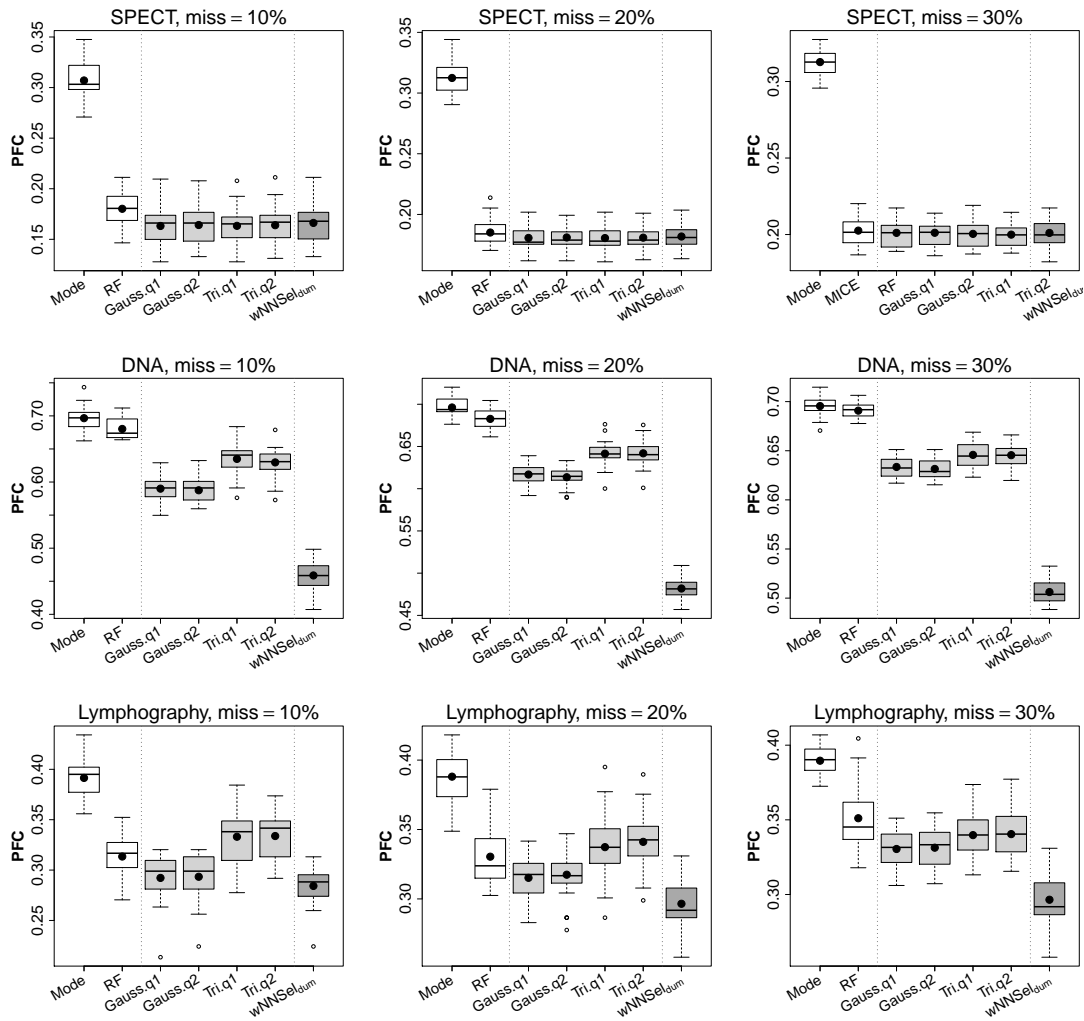 SPECT, miss = 10%
PFC
0.35
0.30
0.25
0.20
0.15
Mode
RF
Gauss.q1
Gauss.q2
Tri.q1
Tri.q2
wNNSeldum
SPECT, miss = 20%
PFC
0.35
0.30
0.25
0.20
Mode
RF
Gauss.q1
Gauss.q2
Tri.q1
Tri.q2
wNNSeldum
SPECT, miss = 30%
PFC
0.30
0.25
0.20
Mode
MICE
RF
Gauss.q1
Gauss.q2
Tri.q1
Tri.q2
wNNSeldum
DNA, miss = 10%
PFC
0.70
0.60
0.50
0.40
Mode
RF
Gauss.q1
Gauss.q2
Tri.q1
Tri.q2
wNNSeldum
DNA, miss = 20%
PFC
0.65
0.55
0.45
Mode
RF
Gauss.q1
Gauss.q2
Tri.q1
Tri.q2
wNNSeldum
DNA, miss = 30%
PFC
0.70
0.65
0.60
0.55
0.50
Mode
RF
Gauss.q1
Gauss.q2
Tri.q1
Tri.q2
wNNSeldum
Lymphography, miss = 10%
PFC
0.40
0.35
0.30
0.25
Mode
RF
Gauss.q1
Gauss.q2
Tri.q1
Tri.q2
wNNSeldum
Lymphography, miss = 20%
PFC
0.40
0.35
0.30
Mode
RF
Gauss.q1
Gauss.q2
Tri.q1
Tri.q2
wNNSeldum
Lymphography, miss = 30%
PFC
0.40
0.35
0.30
Mode
RF
Gauss.q1
Gauss.q2
Tri.q1
Tri.q2
wNNSeldum